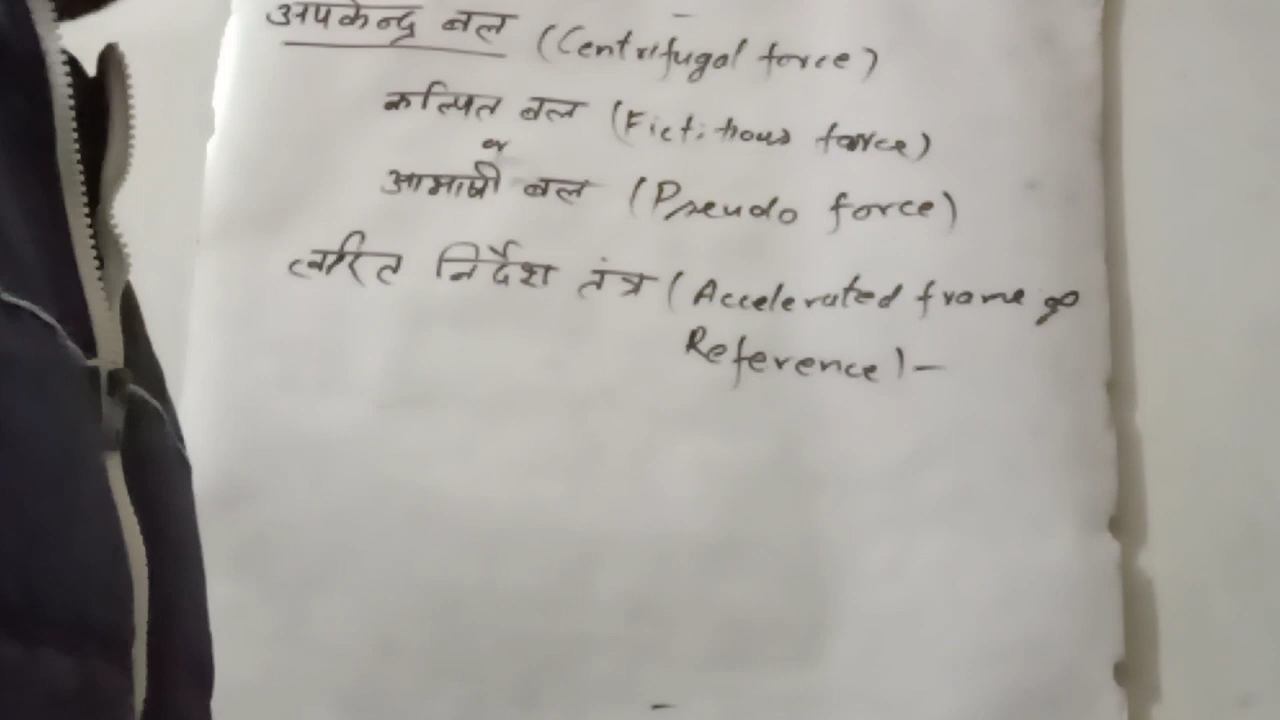 अपकेन्द्र बल (Centrifugal force)
कल्पित बल (Fictitious force)
or
आभाषी बल (Pseudo force)
त्वरित निर्देश तंत्र (Accelerated frame of
Reference) -